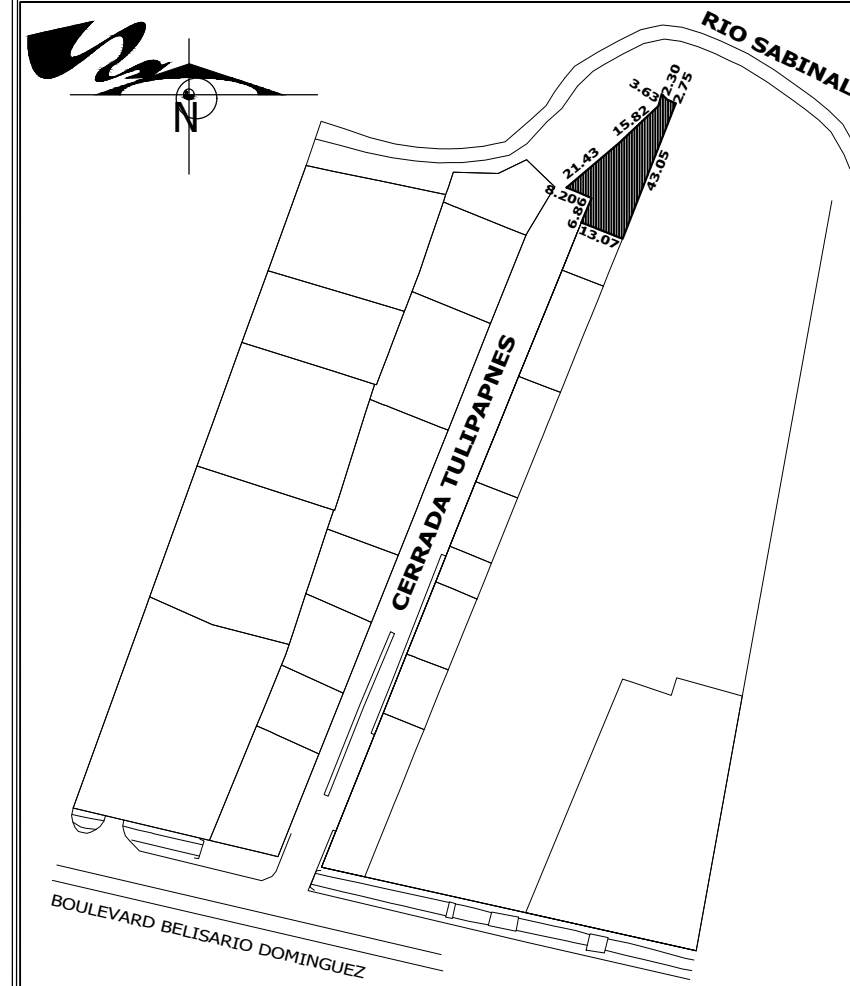 RIO SABINAL
N
2.30
3.63
2.75
15.82
21.43
43.05
8.20
6.86
13.07
CERRADA TULIPAPNES
BOULEVARD BELISARIO DOMINGUEZ